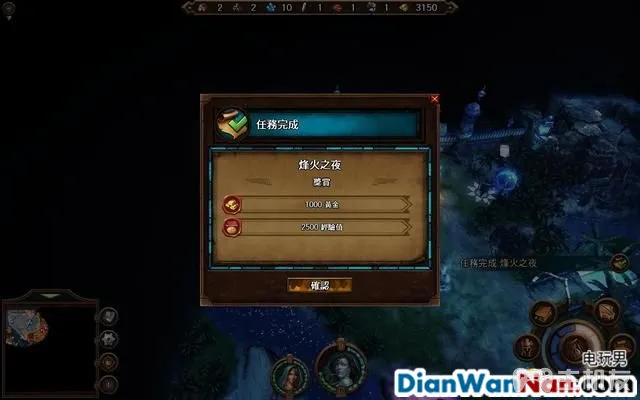 2 2 10 1 1 1 3150
任務完成
烽火之夜
獎賞
1000 黃金
2500 經驗值
確認
任務完成 烽火之夜
电玩男
DianWanNan.com